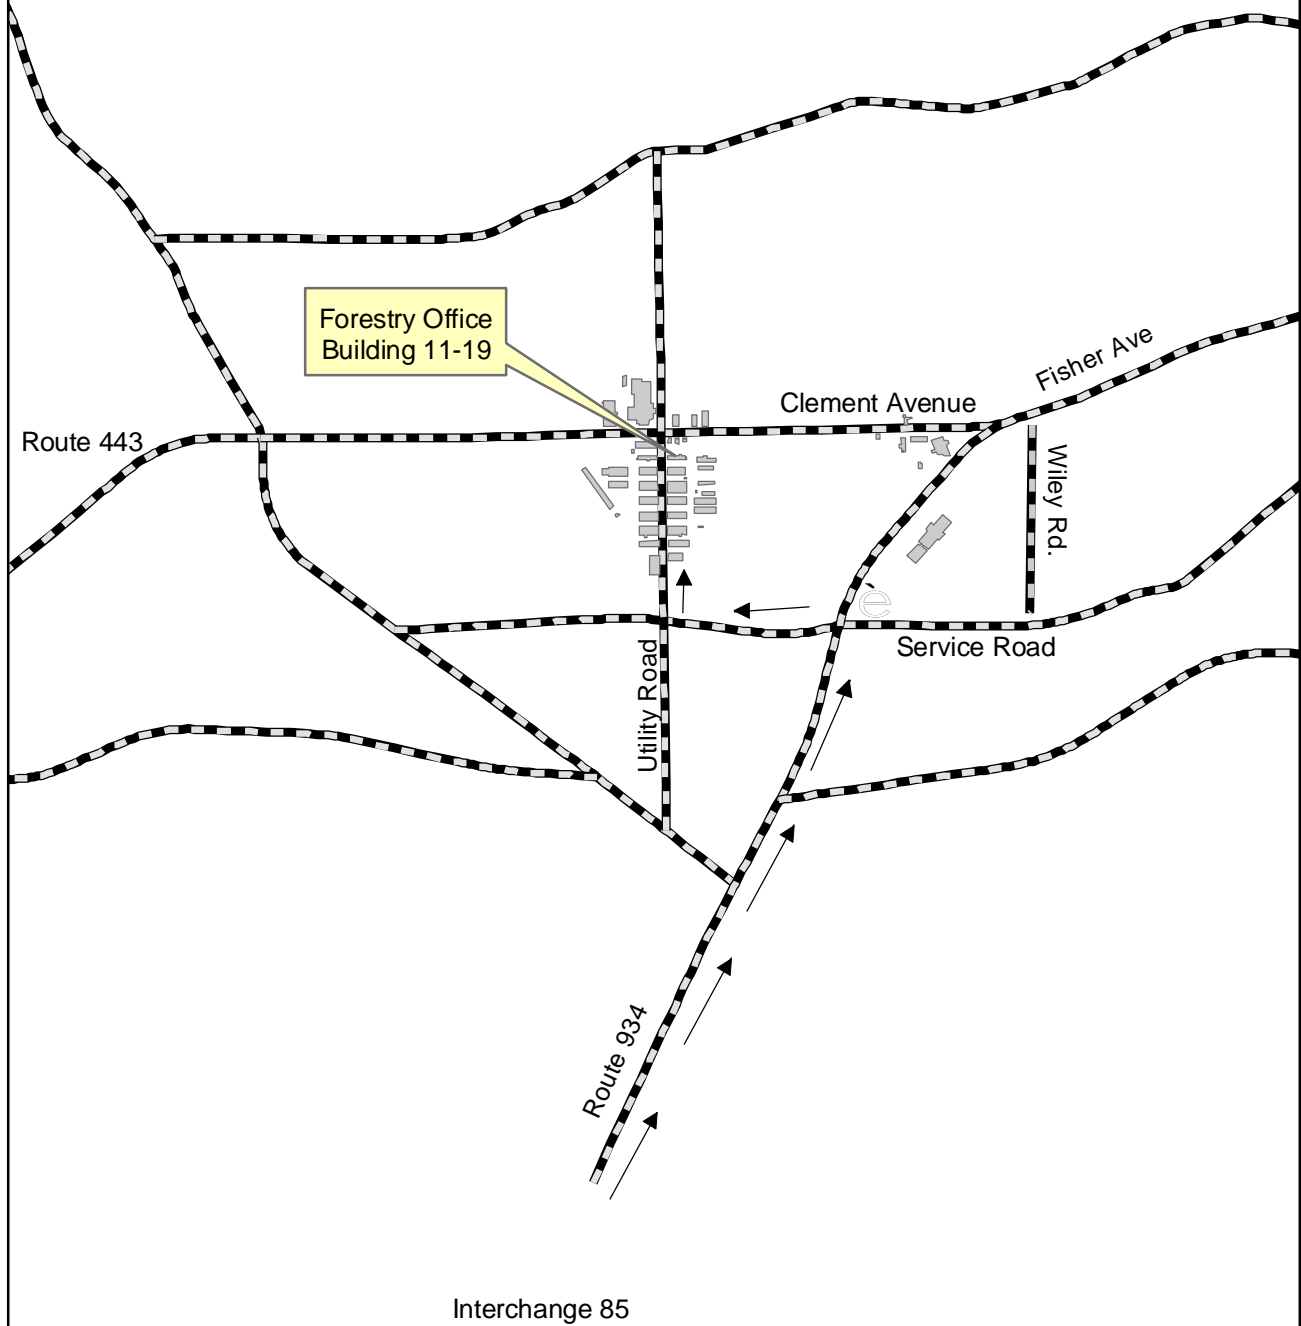 Forestry Office
Building 11-19
Fisher Ave
Clement Avenue
Route 443
Wiley Rd.
è
Service Road
Utility Road
Route 934
Interchange 85